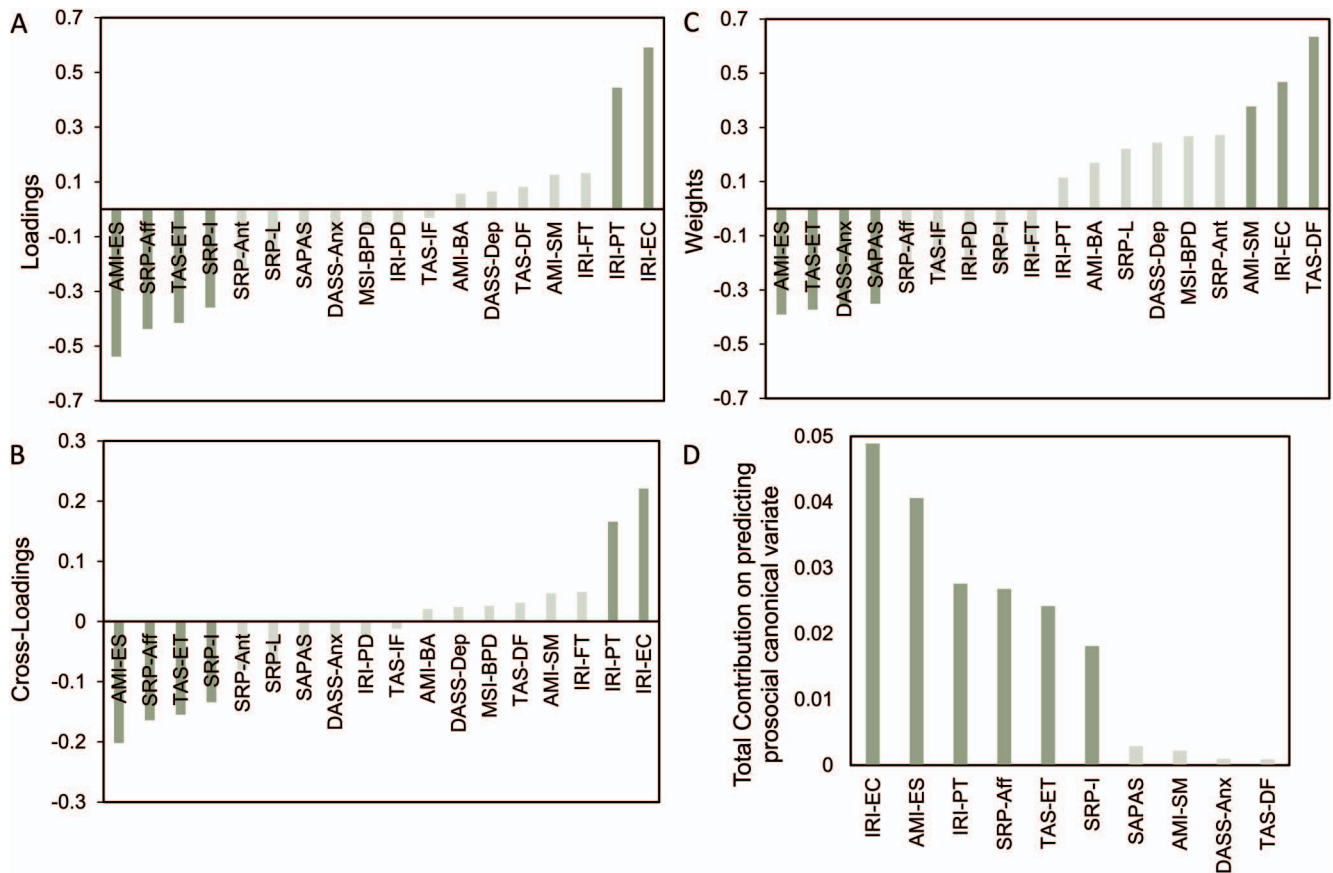 A
0.7
0.5
0.3
0.1
-0.1
-0.3
-0.5
-0.7
Loadings
AMI-ES
SRP-Aff
TAS-ET
SRP-I
SRP-Ant
SRP-L
SAPAS
DASS-Anx
MSI-BPD
IRI-PD
TAS-IF
AMI-BA
DASS-Dep
TAS-DF
AMI-SM
IRI-FT
IRI-PT
IRI-EC
C
0.7
0.5
0.3
0.1
-0.1
-0.3
-0.5
-0.7
Weights
AMI-ES
TAS-ET
DASS-Anx
SAPAS
SRP-Aff
TAS-IF
IRI-PD
SRP-I
IRI-FT
IRI-PT
AMI-BA
SRP-L
DASS-Dep
MSI-BPD
SRP-Ant
AMI-SM
IRI-EC
TAS-DF
B
0.3
0.2
0.1
0
-0.1
-0.2
-0.3
Cross-Loadings
AMI-ES
SRP-Aff
TAS-ET
SRP-I
SRP-Ant
SRP-L
SAPAS
DASS-Anx
IRI-PD
TAS-IF
AMI-BA
DASS-Dep
MSI-BPD
TAS-DF
AMI-SM
IRI-FT
IRI-PT
IRI-EC
D
0.05
0.04
0.03
0.02
0.01
0
Total Contribution on predicting
prosocial canonical variate
IRI-EC
AMI-ES
IRI-PT
SRP-Aff
TAS-ET
SRP-I
SAPAS
AMI-SM
DASS-Anx
TAS-DF